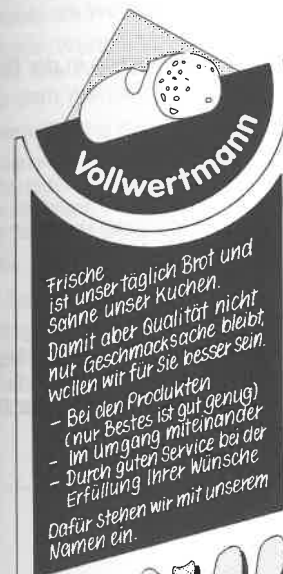 Vollwertmann
Frische
ist unser täglich Brot und
Sahne unser Kuchen.
Damit aber Qualität nicht
nur Geschmacksache bleibt,
wollen wir für Sie besser sein.
– Bei den Produkten
(nur Bestes ist gut genug)
– Im Umgang miteinander
– Durch guten Service bei der
Erfüllung Ihrer Wünsche
Dafür stehen wir mit unserem
Namen ein.